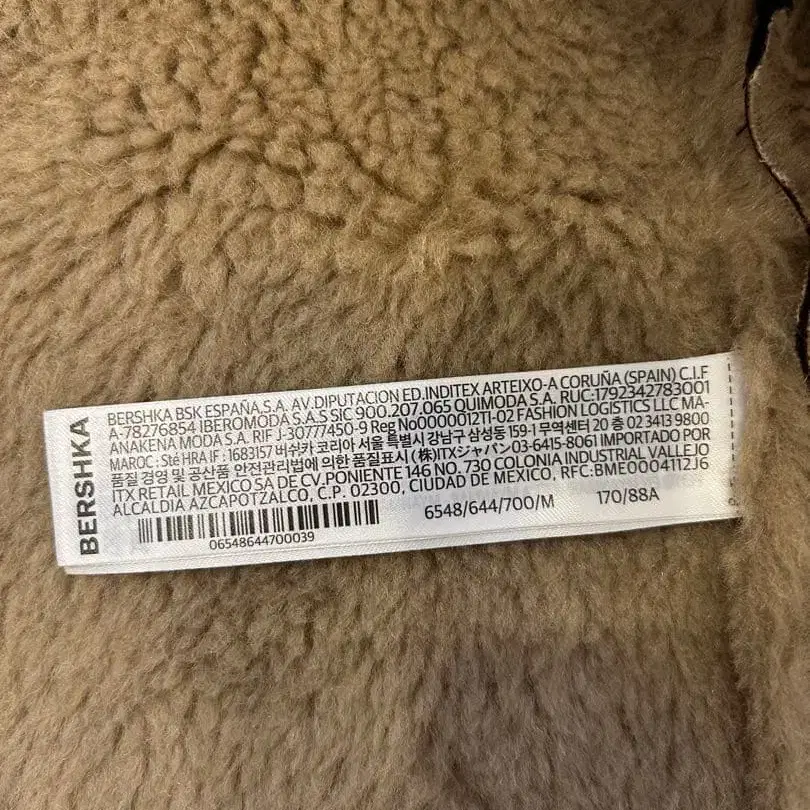 BERSHKA
BERSHKA BSK ESPAÑA,S.A. AV.DIPUTACION ED.INDITEX ARTEIXO-A CORUÑA (SPAIN) C.I.F
A-78276854 IBEROMODA S.A.S SIC 900.207.065 QUIMODA S.A. RUC:1792342783001
ANAKENA MODA S.A. RIF J-30777450-9 Reg No0000012TI-02 FASHION LOGISTICS LLC MA-
MAROC : Sté HRA IF : 1683157 버쉬카 코리아 서울 특별시 강남구 삼성동 159-1 무역센터 20 층 02 3413 9800
품질 경영 및 공산품 안전관리법에 의한 품질표시 (株)ITXジャパン03-6415-8061 IMPORTADO POR
ITX RETAIL MEXICO SA DE CV.PONIENTE 146 NO. 730 COLONIA INDUSTRIAL VALLEJO
ALCALDIA AZCAPOTZALCO, C.P. 02300, CIUDAD DE MEXICO, RFC:BME0004112J6
06548644700039
6548/644/700/M 170/88A